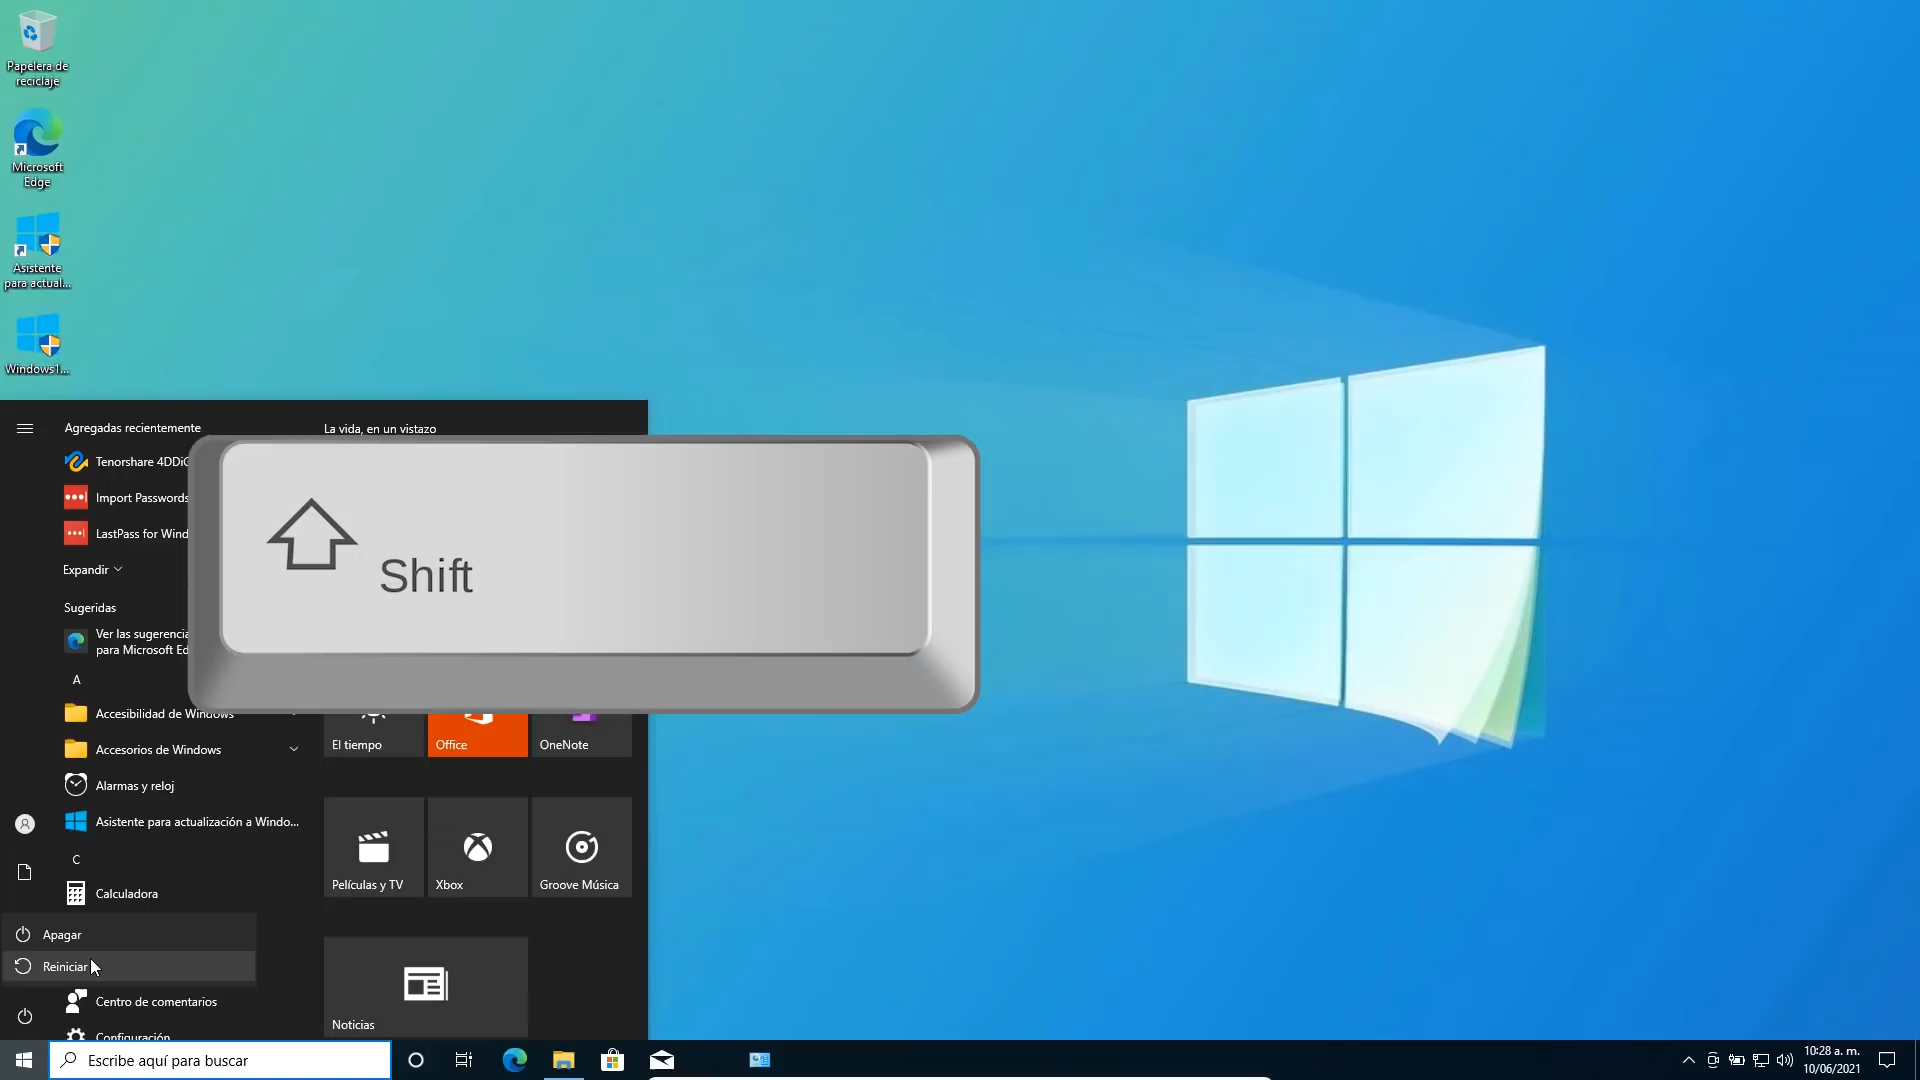 Papelera de
reciclaje
Microsoft
Edge
Asistente
para actual...
Windows1...
Agregadas recientemente
Tenorshare 4DDiG
Import Passwords
LastPass for Wind
Expandir
Sugeridas
Ver las sugerencia
para Microsoft Ed
A
Accesibilidad de Windows
Accesorios de Windows
Alarmas y reloj
Asistente para actualización a Windo...
C
Calculadora
Apagar
Reiniciar
Centro de comentarios
Configuración
La vida, en un vistazo
Shift
El tiempo
Office
OneNote
Películas y TV
Xbox
Groove Música
Noticias
Escribe aquí para buscar
10:28 a. m.
10/06/2021